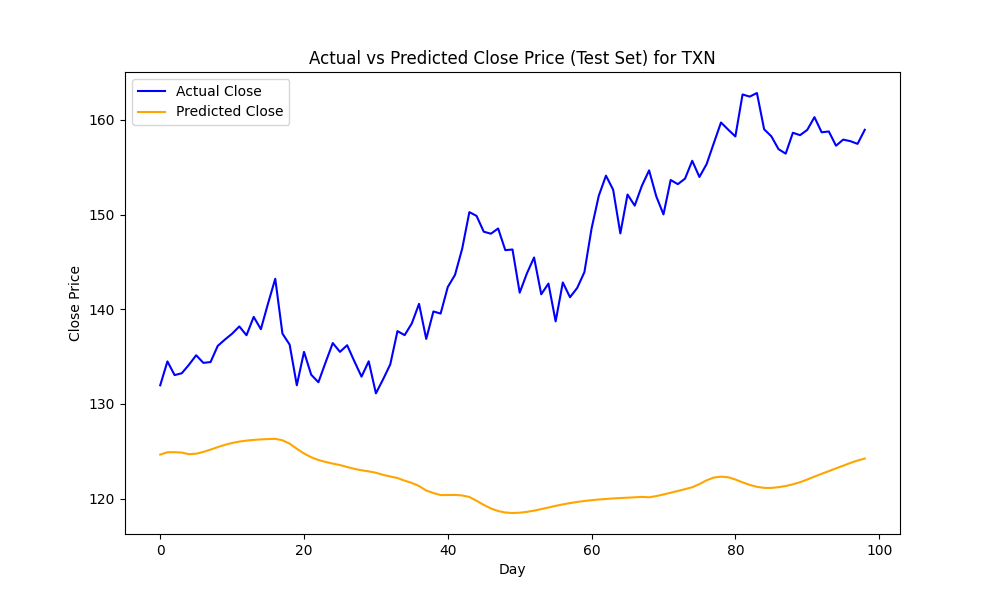 Actual vs Predicted Close Price (Test Set) for TXN
Actual Close
Predicted Close
Close Price
160
150
140
130
120
0 20 40 60 80 100
Day